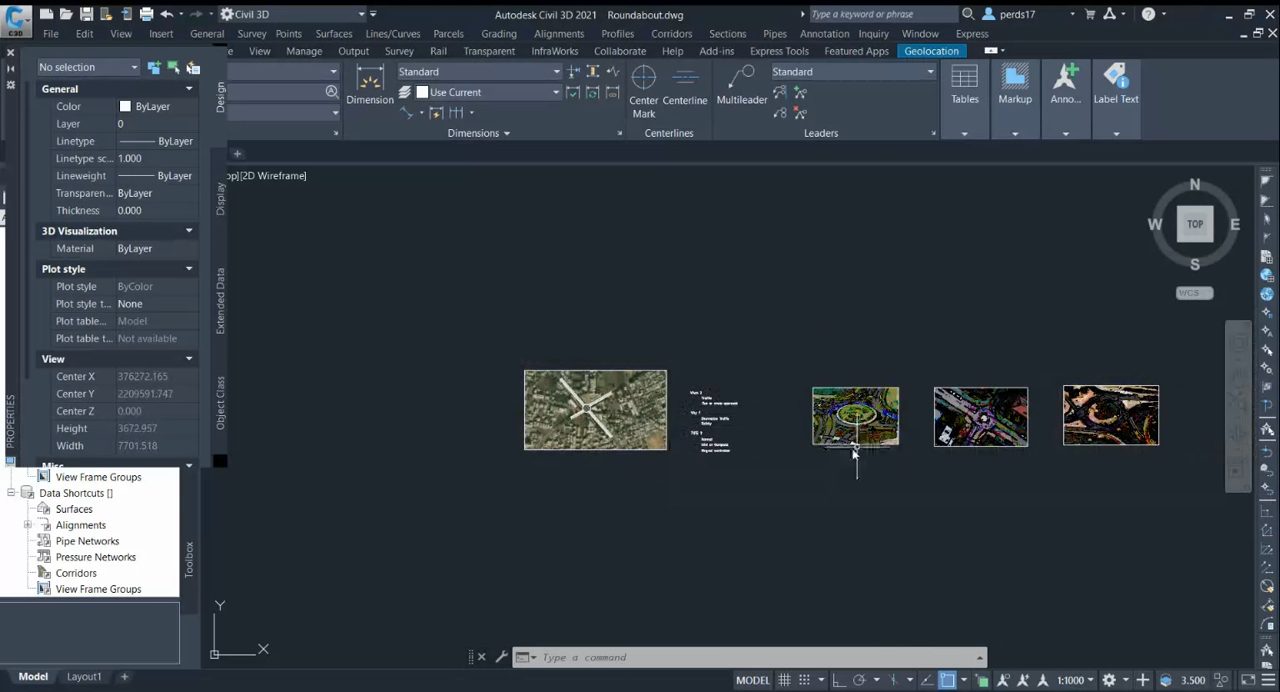 Civil 3D
Autodesk Civil 3D 2021 Roundabout.dwg
Type a keyword or phrase
perds17
C3D
File
Edit
View
Insert
General
Survey
Points
Surfaces
Lines/Curves
Parcels
Grading
Alignments
Profiles
Corridors
Sections
Pipes
Annotation
Inquiry
Window
Express
View
Manage
Output
Survey
Rail
Transparent
InfraWorks
Collaborate
Help
Add-ins
Express Tools
Featured Apps
Geolocation
No selection
General
Color ByLayer
Layer 0
Linetype ByLayer
Linetype sc... 1.000
Lineweight ByLayer
Transparen... ByLayer
Thickness 0.000
3D Visualization
Material ByLayer
Plot style
Plot style ByColor
Plot style t... None
Plot table... Model
Plot table t... Not available
View
Center X 376272.165
Center Y 2209591.747
Center Z 0.000
Height 3672.957
Width 7701.518
Misc
PROPERTIES
Design
Display
Extended Data
Object Class
Toolbox
View Frame Groups
Data Shortcuts []
Surfaces
Alignments
Pipe Networks
Pressure Networks
Corridors
View Frame Groups
Dimension
Standard
Use Current
Dimensions
Center
Mark
Centerline
Centerlines
Multileader
Standard
Leaders
Tables
Markup
Anno...
Label Text
op][2D Wireframe]
N
W
TOP
E
S
WCS
Y
X
Type a command
Model
Layout1
MODEL
1:1000
3.500